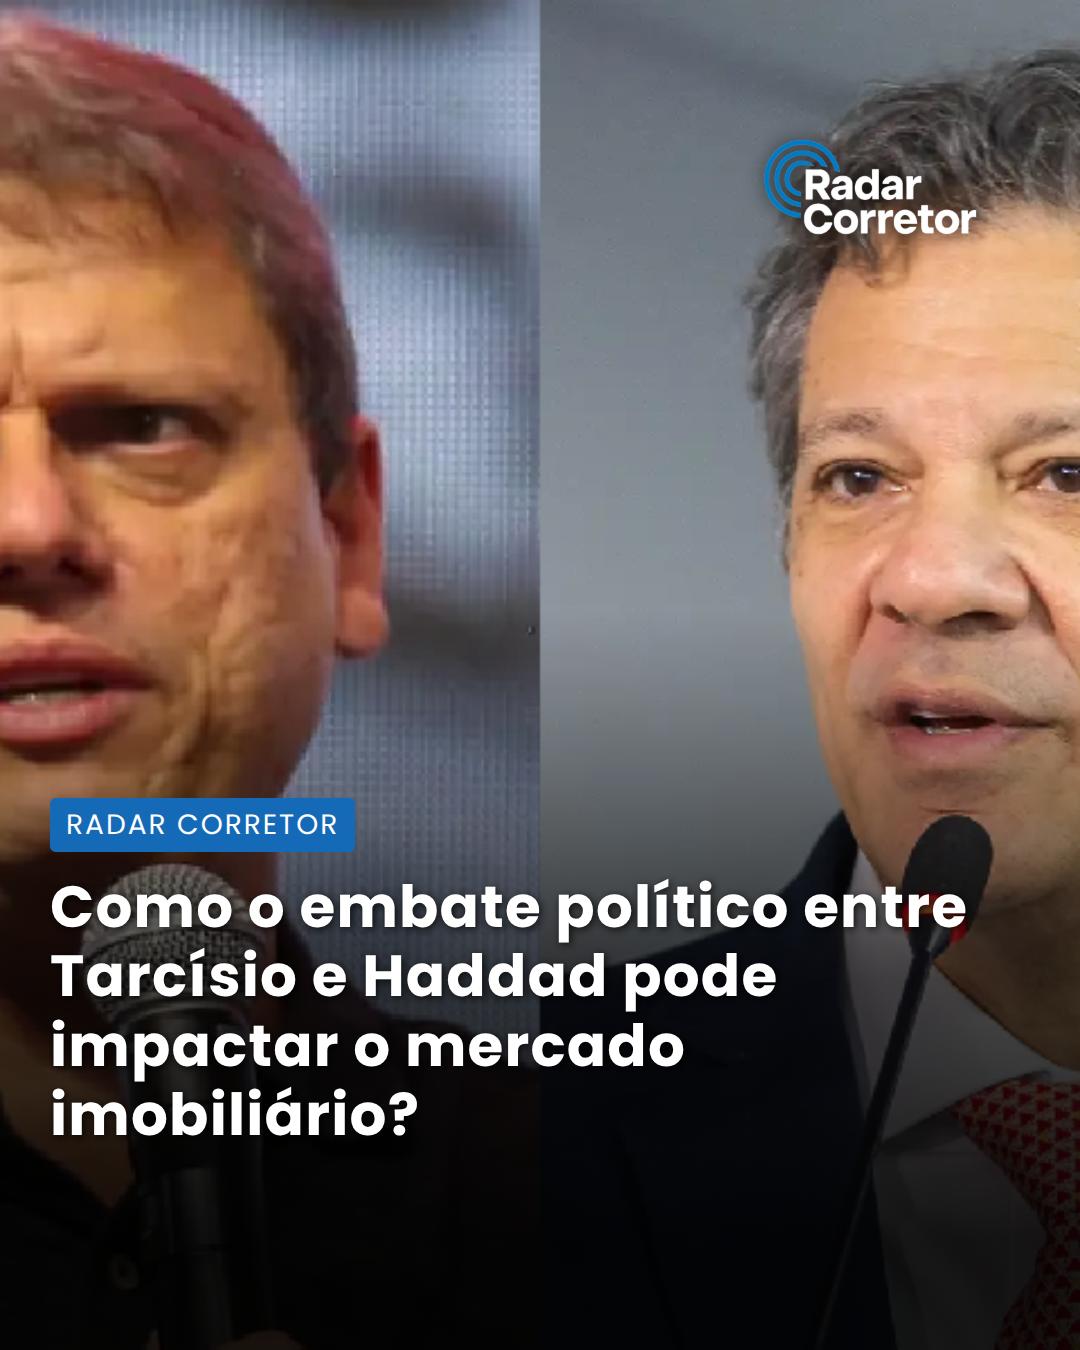 Radar
Corretor
RADAR CORRETOR
Como o embate político entre
Tarcísio e Haddad pode
impactar o mercado
imobiliário?